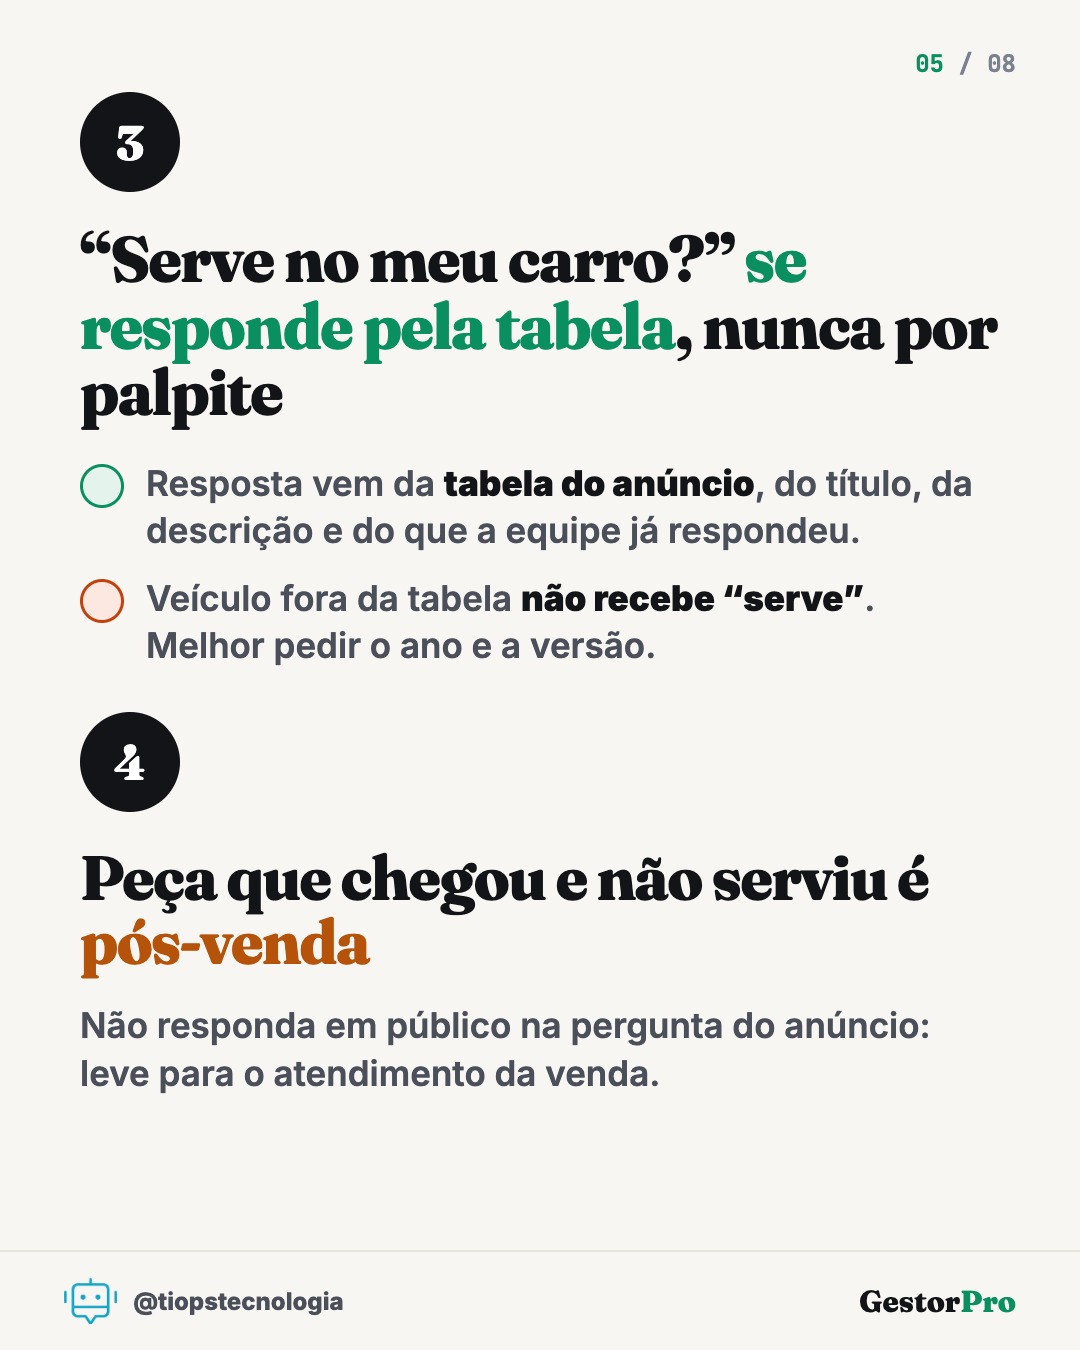 05 / 08
3
“Serve no meu carro?” se
responde pela tabela, nunca por
palpite
Resposta vem da tabela do anúncio, do título, da
descrição e do que a equipe já respondeu.
Veículo fora da tabela não recebe “serve”.
Melhor pedir o ano e a versão.
4
Peça que chegou e não serviu é
pós-venda
Não responda em público na pergunta do anúncio:
leve para o atendimento da venda.
@tiopstecnologia
GestorPro